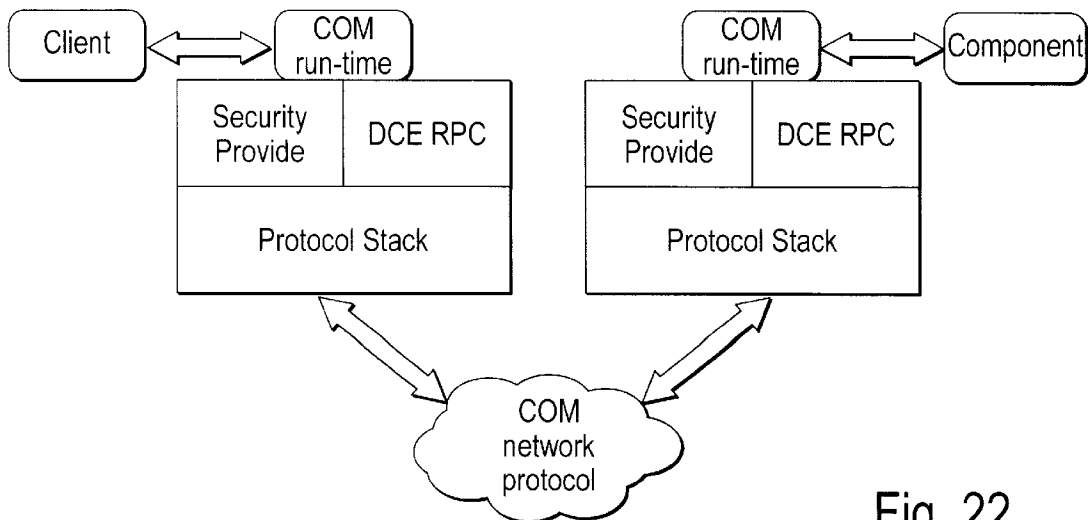 Client
COM
run-time
COM
run-time
Component
Security
Provide
DCE RPC
Security
Provide
DCE RPC
Protocol Stack
Protocol Stack
COM
network
protocol
Fig. 22